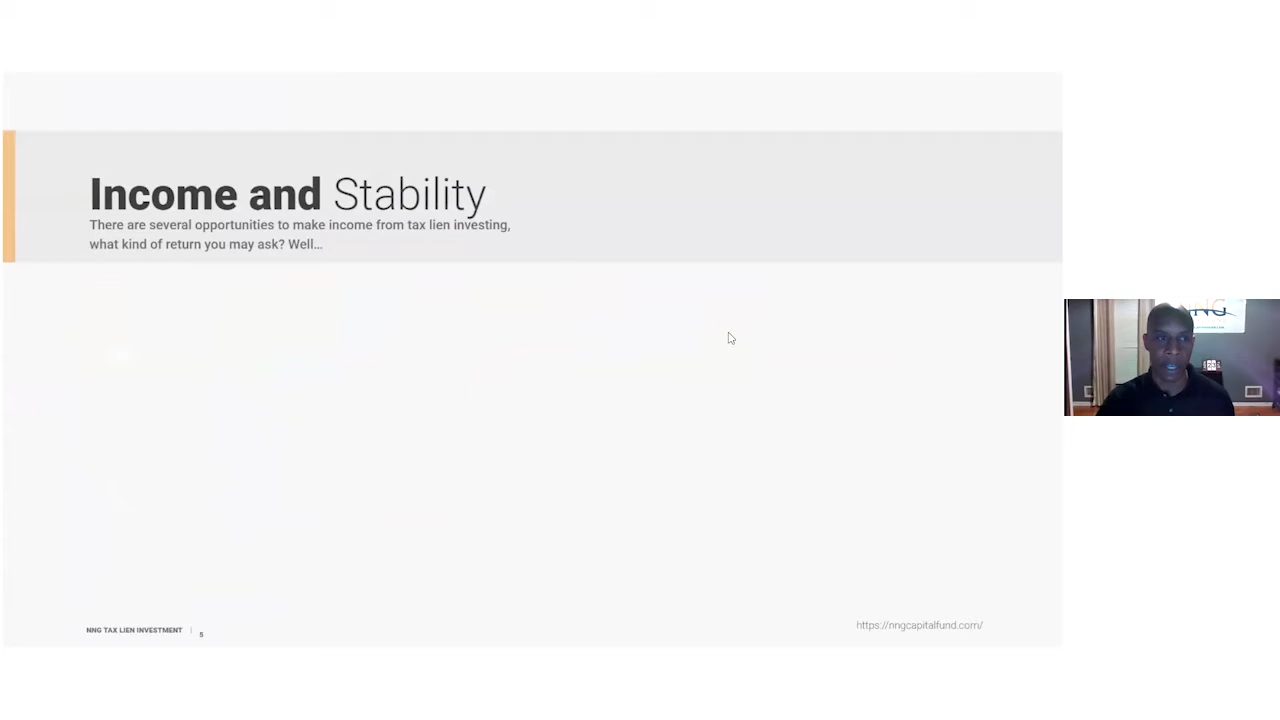 Income and Stability
There are several opportunities to make income from tax lien investing,
what kind of return you may ask? Well...
NNG
NNG TAX LIEN INVESTMENT | 5
https://nngcapitalfund.com/